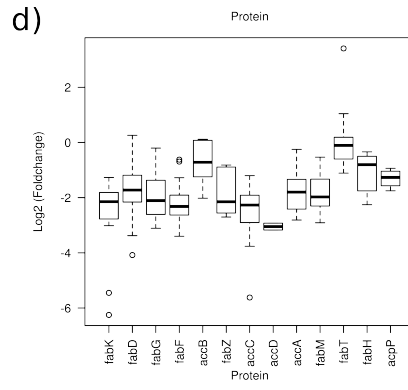 d)
Protein
Log2 (Foldchange)
2
0
-2
-4
-6
fabK
fabD
fabG
fabF
accB
fabZ
accC
accD
accA
fabM
fabT
fabH
acpP
Protein